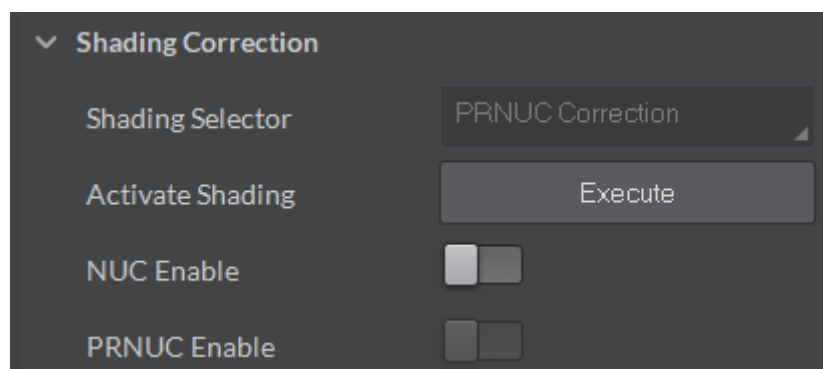 Shading Correction
Shading Selector PRNUC Correction
Activate Shading Execute
NUC Enable
PRNUC Enable